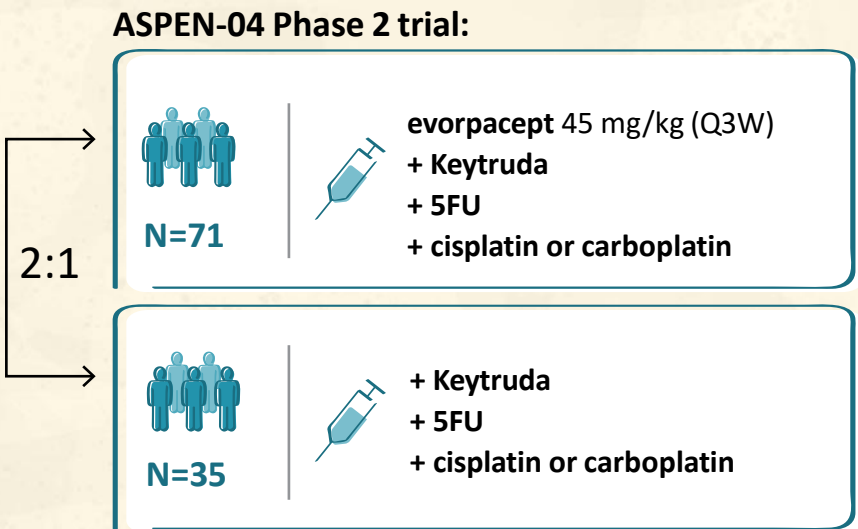 ASPEN-04 Phase 2 trial:
2:1
N=71
evorpacept 45 mg/kg (Q3W)
+ Keytruda
+ 5FU
+ cisplatin or carboplatin
N=35
+ Keytruda
+ 5FU
+ cisplatin or carboplatin